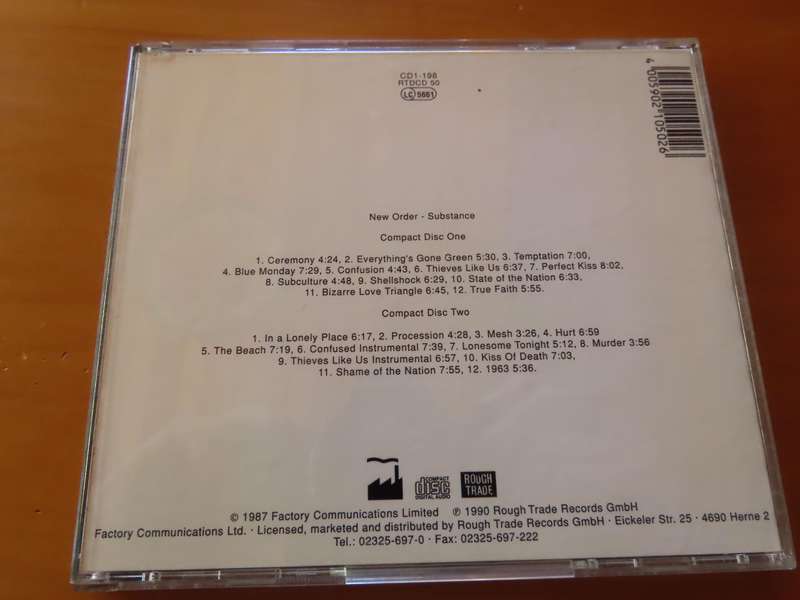 CD1-198
RTDCD 50
LC 5661
4 005902 105026
New Order - Substance
Compact Disc One
1. Ceremony 4:24, 2. Everything's Gone Green 5:30, 3. Temptation 7:00,
4. Blue Monday 7:29, 5. Confusion 4:43, 6. Thieves Like Us 6:37, 7. Perfect Kiss 8:02,
8. Subculture 4:48, 9. Shellshock 6:29, 10. State of the Nation 6:33,
11. Bizarre Love Triangle 6:45, 12. True Faith 5:55.
Compact Disc Two
1. In a Lonely Place 6:17, 2. Procession 4:28, 3. Mesh 3:26, 4. Hurt 6:59
5. The Beach 7:19, 6. Confused Instrumental 7:39, 7. Lonesome Tonight 5:12, 8. Murder 3:56
9. Thieves Like Us Instrumental 6:57, 10. Kiss Of Death 7:03,
11. Shame of the Nation 7:55, 12. 1963 5:36.
COMPACT
disc
DIGITAL AUDIO
ROUGH
TRADE
© 1987 Factory Communications Limited ℗ 1990 Rough Trade Records GmbH
Factory Communications Ltd. · Licensed, marketed and distributed by Rough Trade Records GmbH · Eickeler Str. 25 · 4690 Herne 2
Tel.: 02325-697-0 · Fax: 02325-697-222